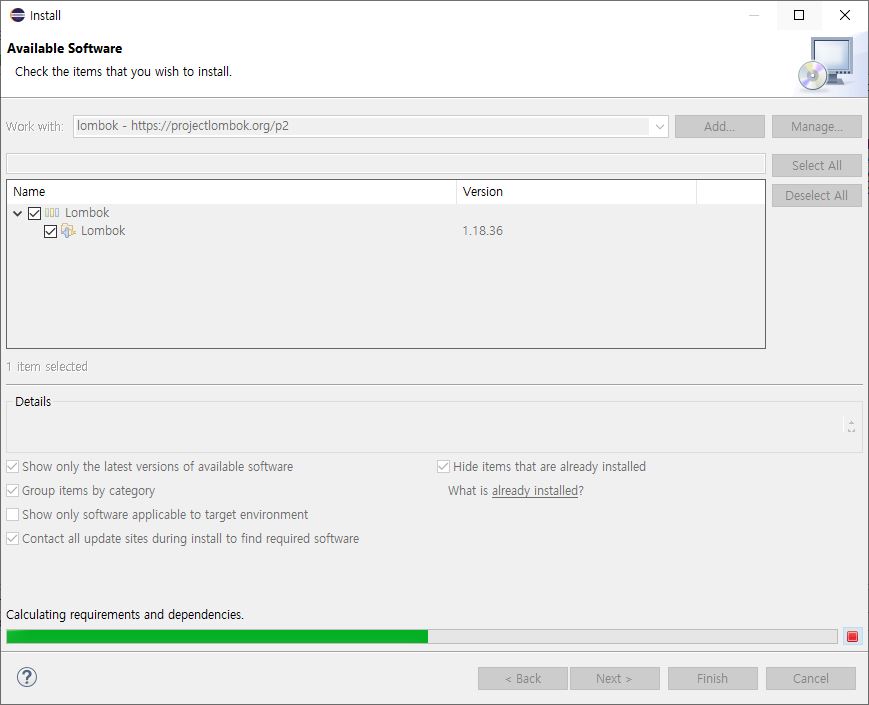 Install
Available Software
Check the items that you wish to install.
Work with: lombok - https://projectlombok.org/p2 Add... Manage...
Select All
Name Version
Deselect All
Lombok
Lombok 1.18.36
1 item selected
Details
Show only the latest versions of available software Hide items that are already installed
Group items by category What is already installed?
Show only software applicable to target environment
Contact all update sites during install to find required software
Calculating requirements and dependencies.
? < Back Next > Finish Cancel